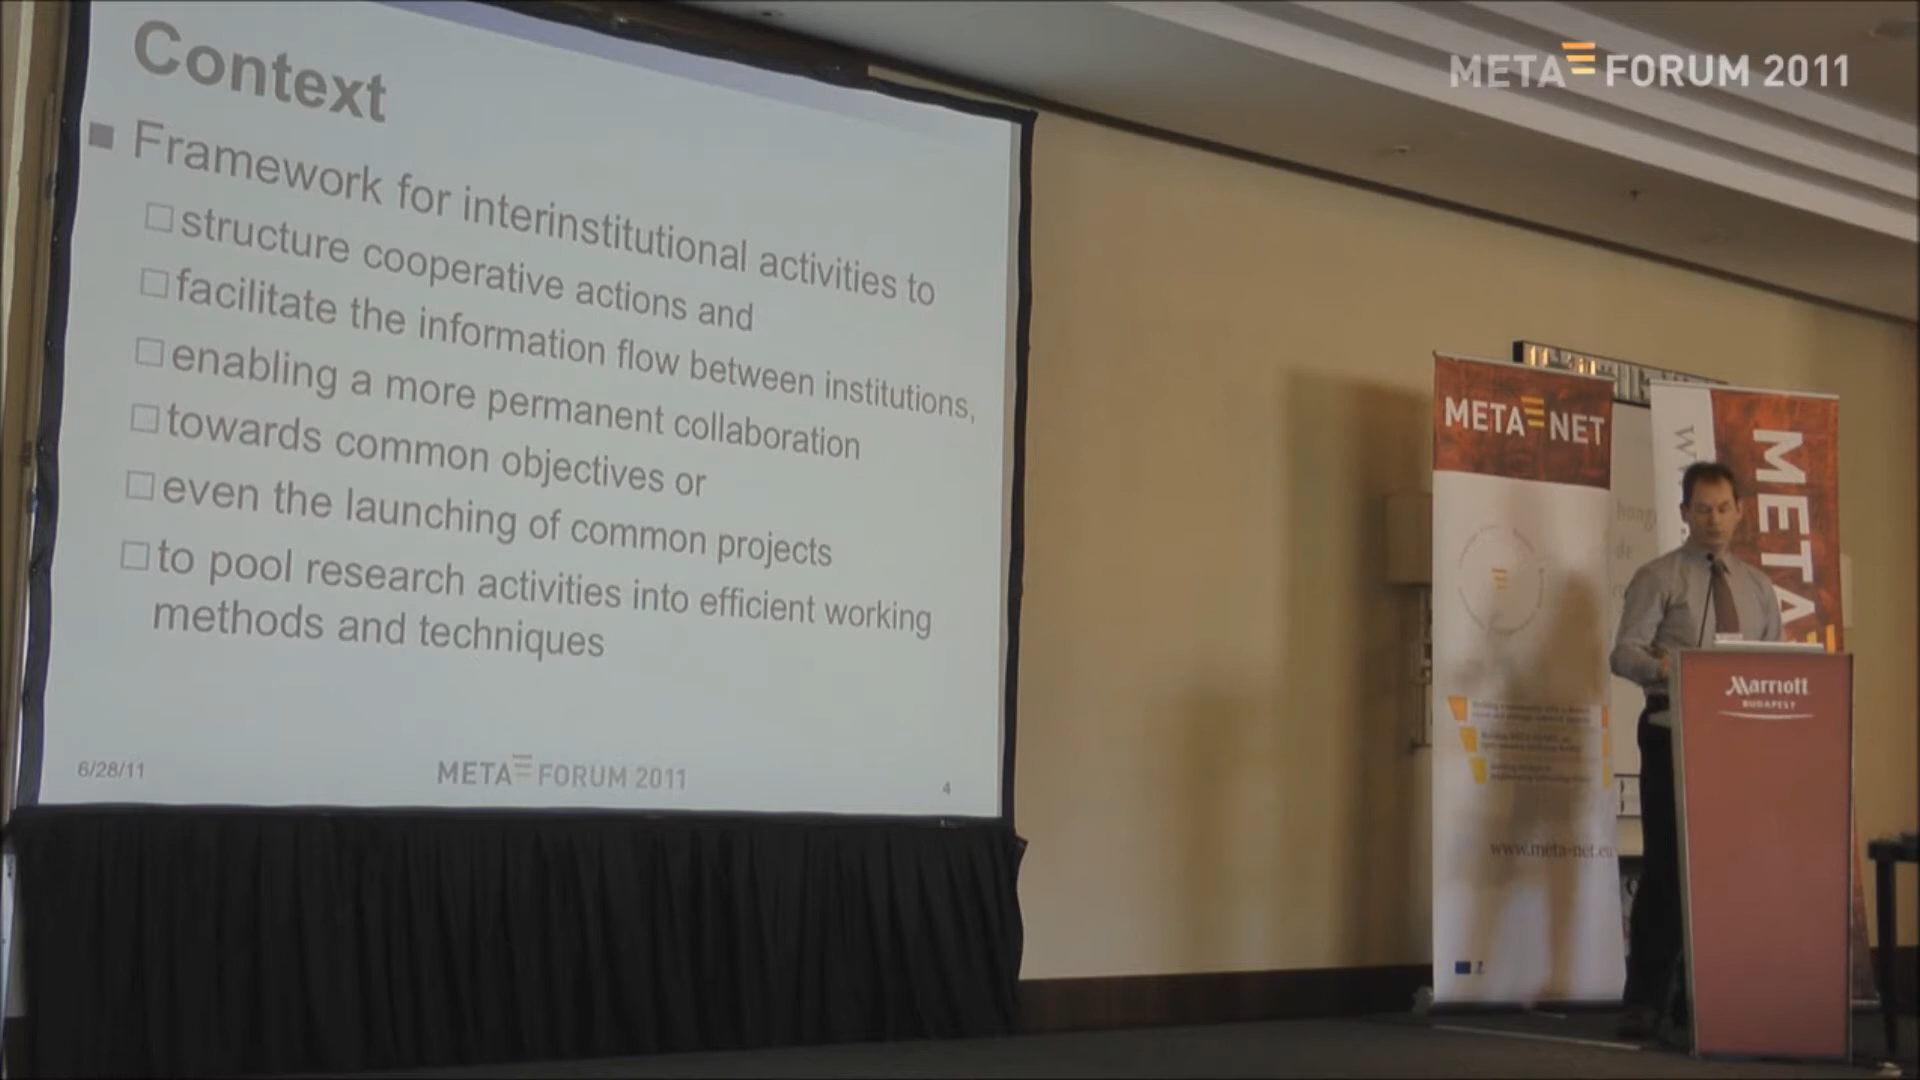 META FORUM 2011
Context
Framework for interinstitutional activities to
structure cooperative actions and
facilitate the information flow between institutions,
enabling a more permanent collaboration
towards common objectives or
even the launching of common projects
to pool research activities into efficient working
methods and techniques
6/28/11
META FORUM 2011
4
META NET
META
Marriott
BUDAPEST
www.meta-net.eu